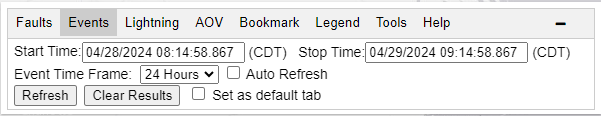 Faults Events Lightning AOV Bookmark Legend Tools Help
Start Time: 04/28/2024 08:14:58.867 (CDT) Stop Time: 04/29/2024 09:14:58.867 (CDT)
Event Time Frame: 24 Hours Auto Refresh
Refresh Clear Results Set as default tab